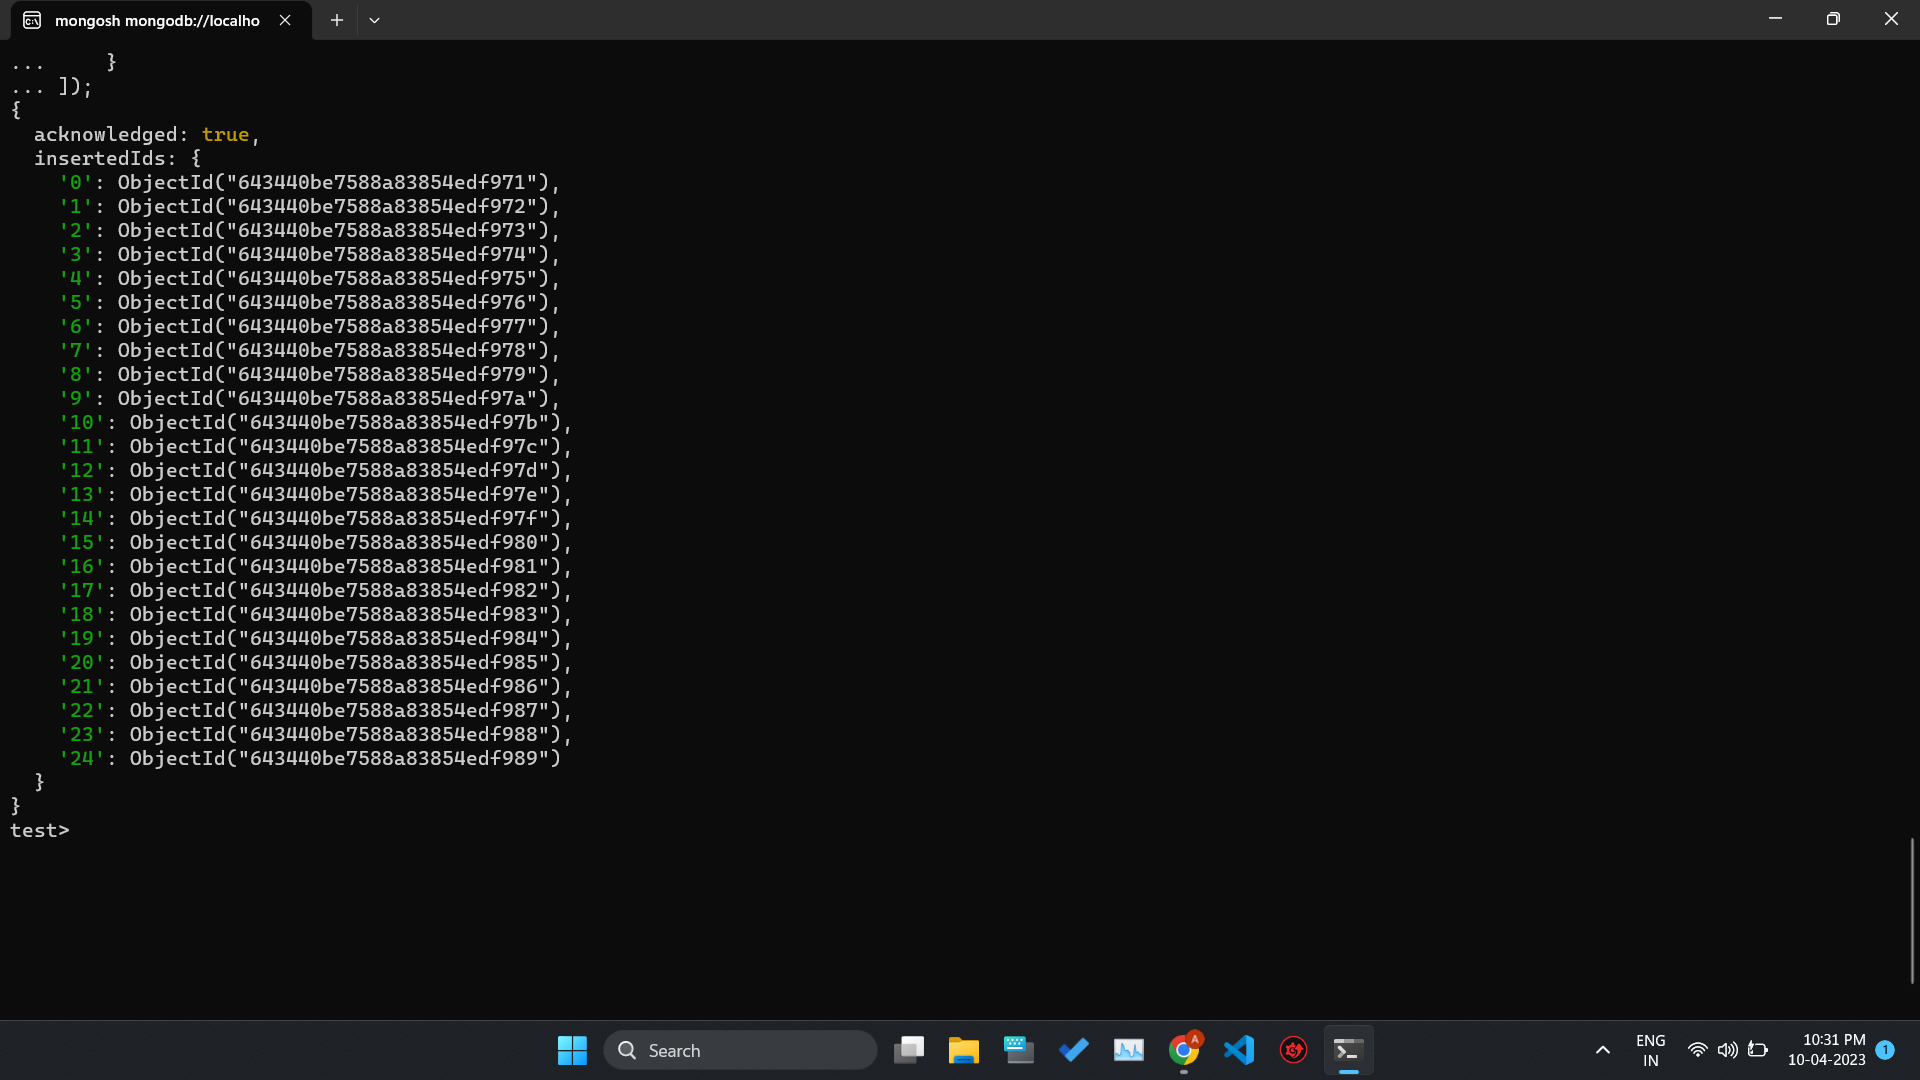 mongosh mongodb://localho
...     }
... ]);
{
  acknowledged: true,
  insertedIds: {
    '0': ObjectId("643440be7588a83854edf971"),
    '1': ObjectId("643440be7588a83854edf972"),
    '2': ObjectId("643440be7588a83854edf973"),
    '3': ObjectId("643440be7588a83854edf974"),
    '4': ObjectId("643440be7588a83854edf975"),
    '5': ObjectId("643440be7588a83854edf976"),
    '6': ObjectId("643440be7588a83854edf977"),
    '7': ObjectId("643440be7588a83854edf978"),
    '8': ObjectId("643440be7588a83854edf979"),
    '9': ObjectId("643440be7588a83854edf97a"),
    '10': ObjectId("643440be7588a83854edf97b"),
    '11': ObjectId("643440be7588a83854edf97c"),
    '12': ObjectId("643440be7588a83854edf97d"),
    '13': ObjectId("643440be7588a83854edf97e"),
    '14': ObjectId("643440be7588a83854edf97f"),
    '15': ObjectId("643440be7588a83854edf980"),
    '16': ObjectId("643440be7588a83854edf981"),
    '17': ObjectId("643440be7588a83854edf982"),
    '18': ObjectId("643440be7588a83854edf983"),
    '19': ObjectId("643440be7588a83854edf984"),
    '20': ObjectId("643440be7588a83854edf985"),
    '21': ObjectId("643440be7588a83854edf986"),
    '22': ObjectId("643440be7588a83854edf987"),
    '23': ObjectId("643440be7588a83854edf988"),
    '24': ObjectId("643440be7588a83854edf989")
  }
}
test>
Search
A
ENG
IN
10:31 PM
10-04-2023
1